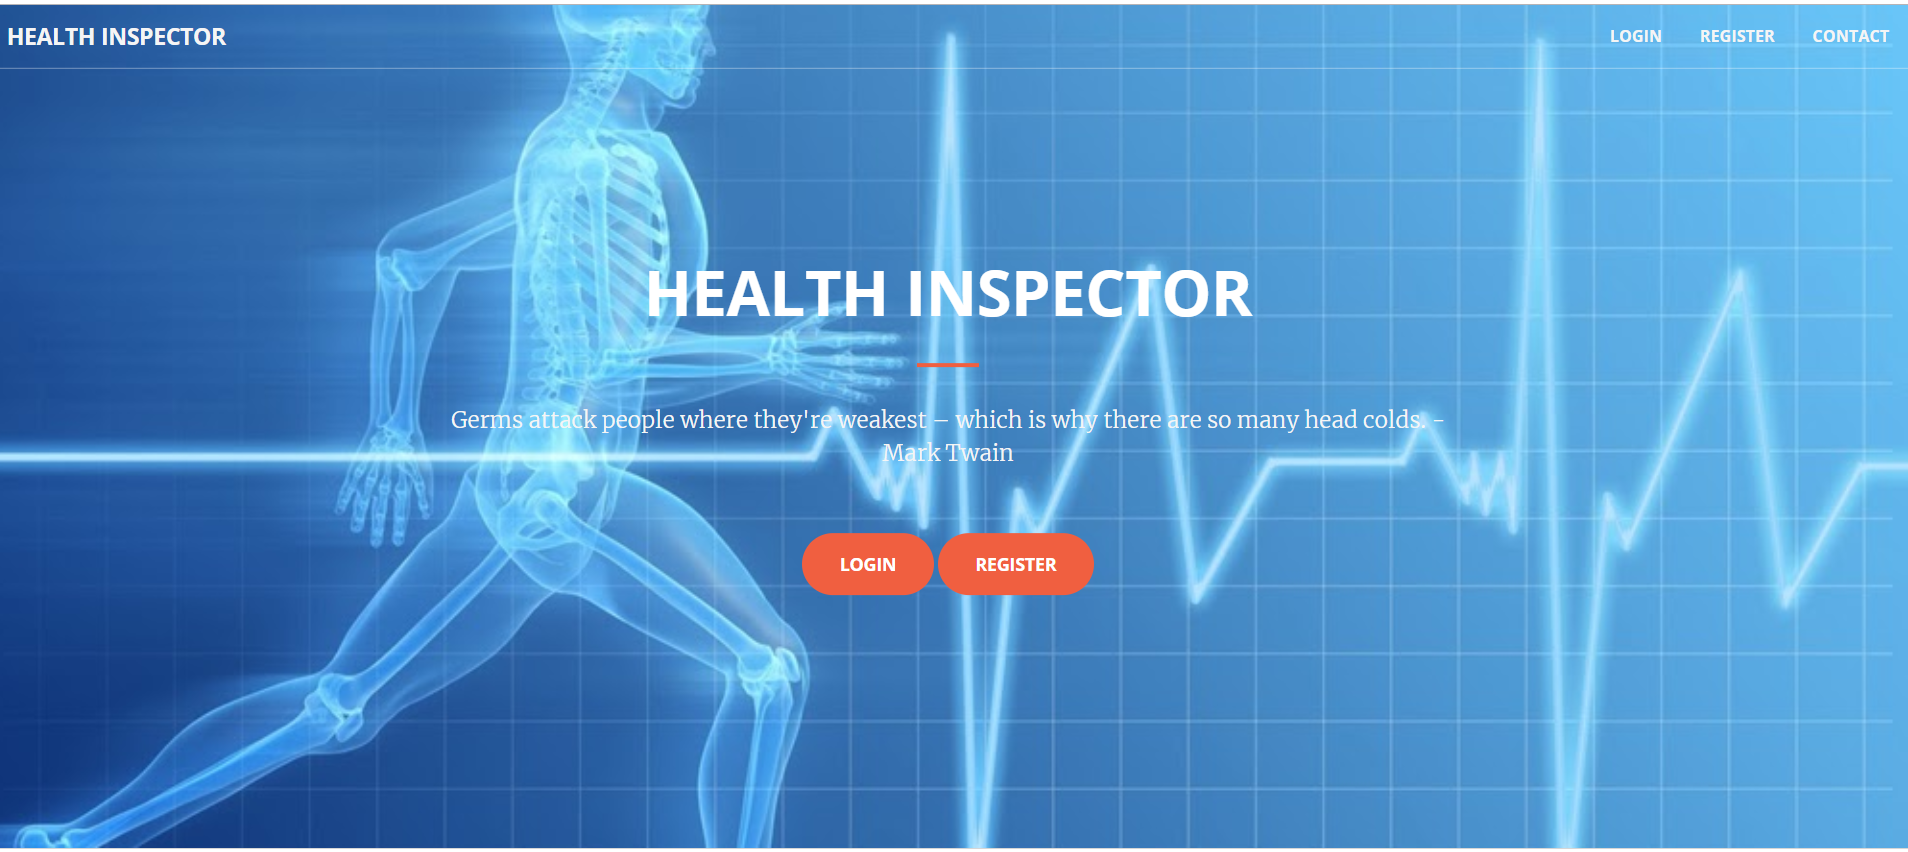 HEALTH INSPECTOR
LOGIN REGISTER CONTACT
HEALTH INSPECTOR
Germs attack people where they're weakest – which is why there are so many head colds. -
Mark Twain
LOGIN REGISTER